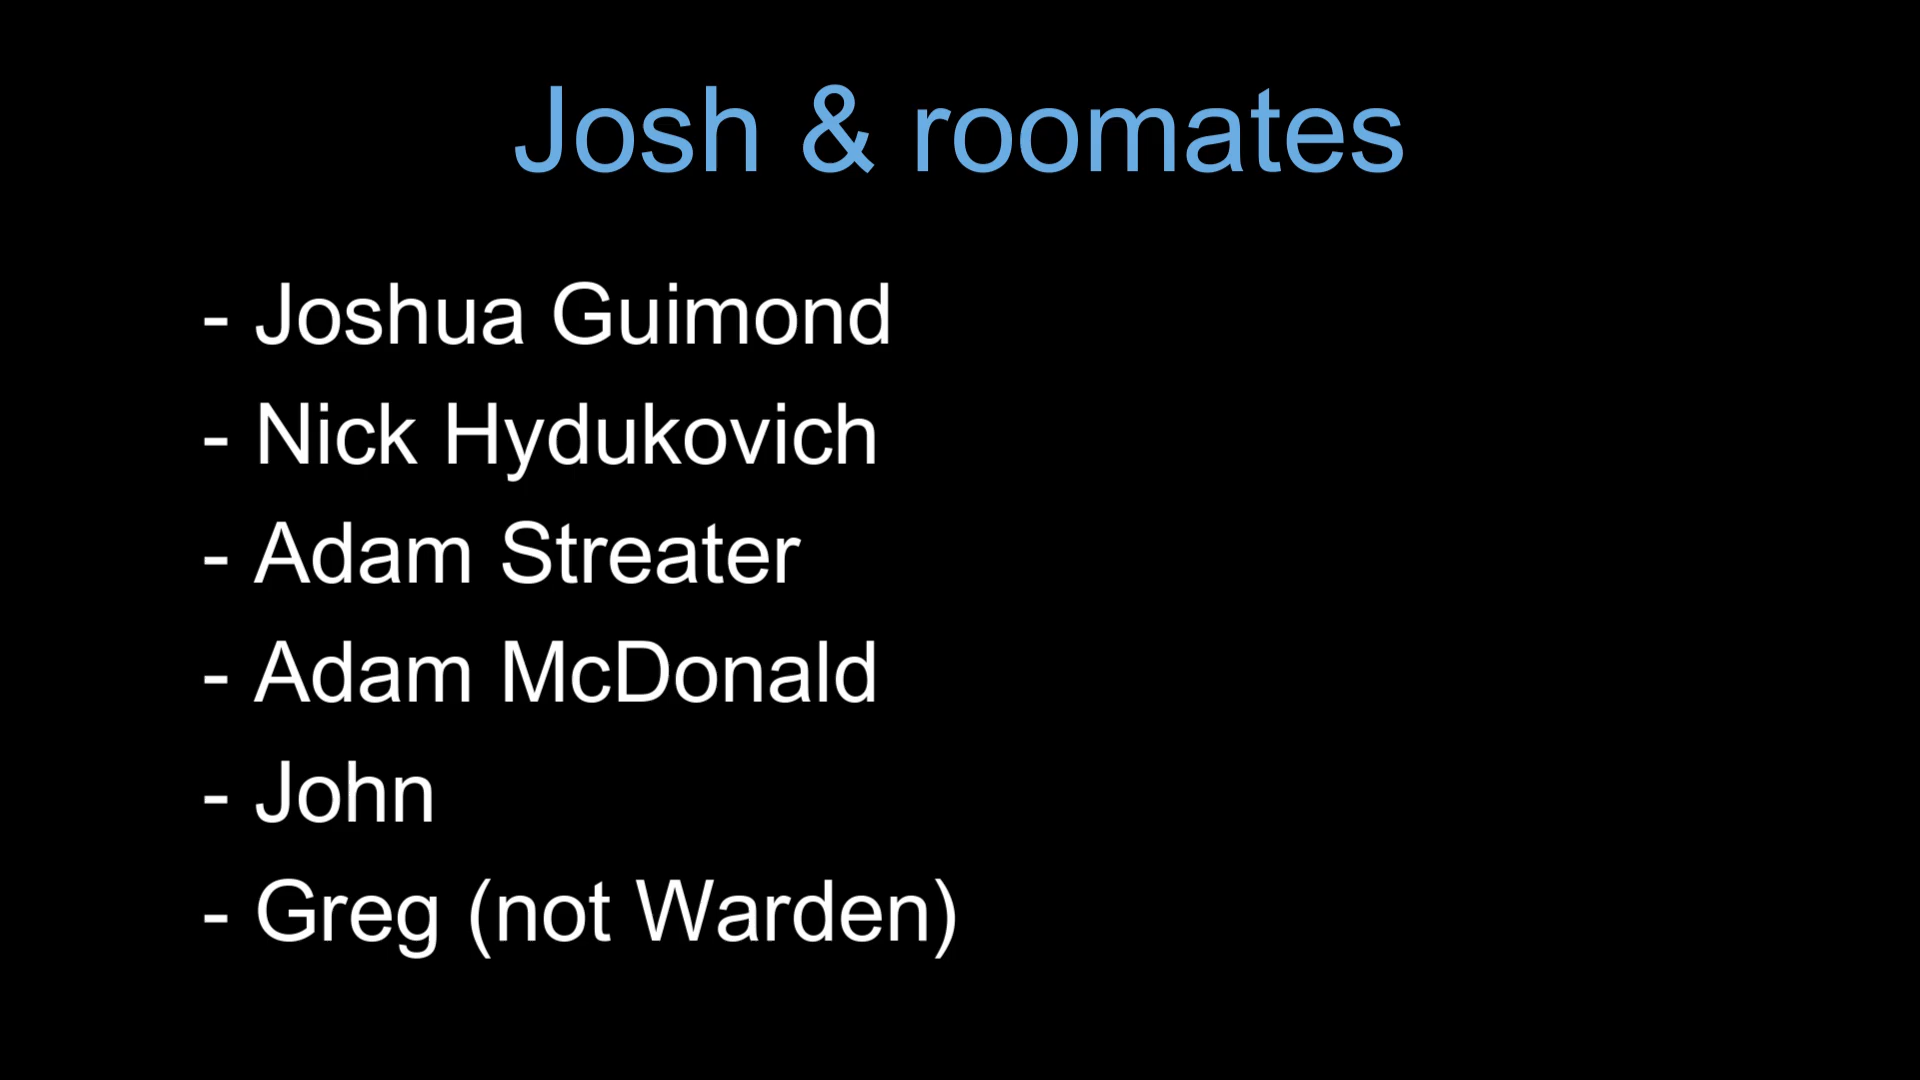 Josh & roomates
- Joshua Guimond
- Nick Hydukovich
- Adam Streater
- Adam McDonald
- John
- Greg (not Warden)